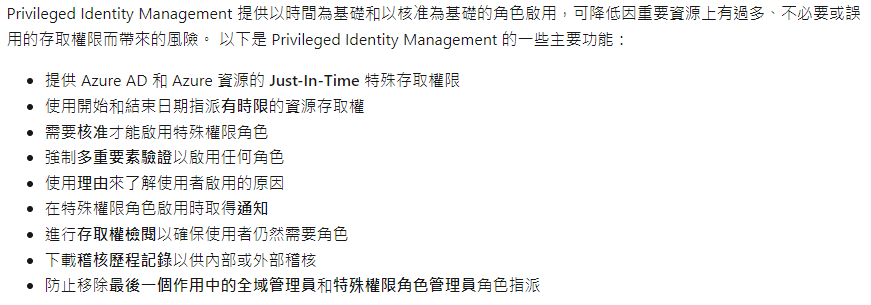 Privileged Identity Management 提供以時間為基礎和以核准為基礎的角色啟用，可降低因重要資源上有過多、不必要或誤
用的存取權限而帶來的風險。 以下是 Privileged Identity Management 的一些主要功能：
• 提供 Azure AD 和 Azure 資源的 Just-In-Time 特殊存取權限
• 使用開始和結束日期指派有時限的資源存取權
• 需要核准才能啟用特殊權限角色
• 強制多重要素驗證以啟用任何角色
• 使用理由來了解使用者啟用的原因
• 在特殊權限角色啟用時取得通知
• 進行存取權檢閱以確保使用者仍然需要角色
• 下載稽核歷程記錄以供內部或外部稽核
• 防止移除最後一個作用中的全域管理員和特殊權限角色管理員角色指派